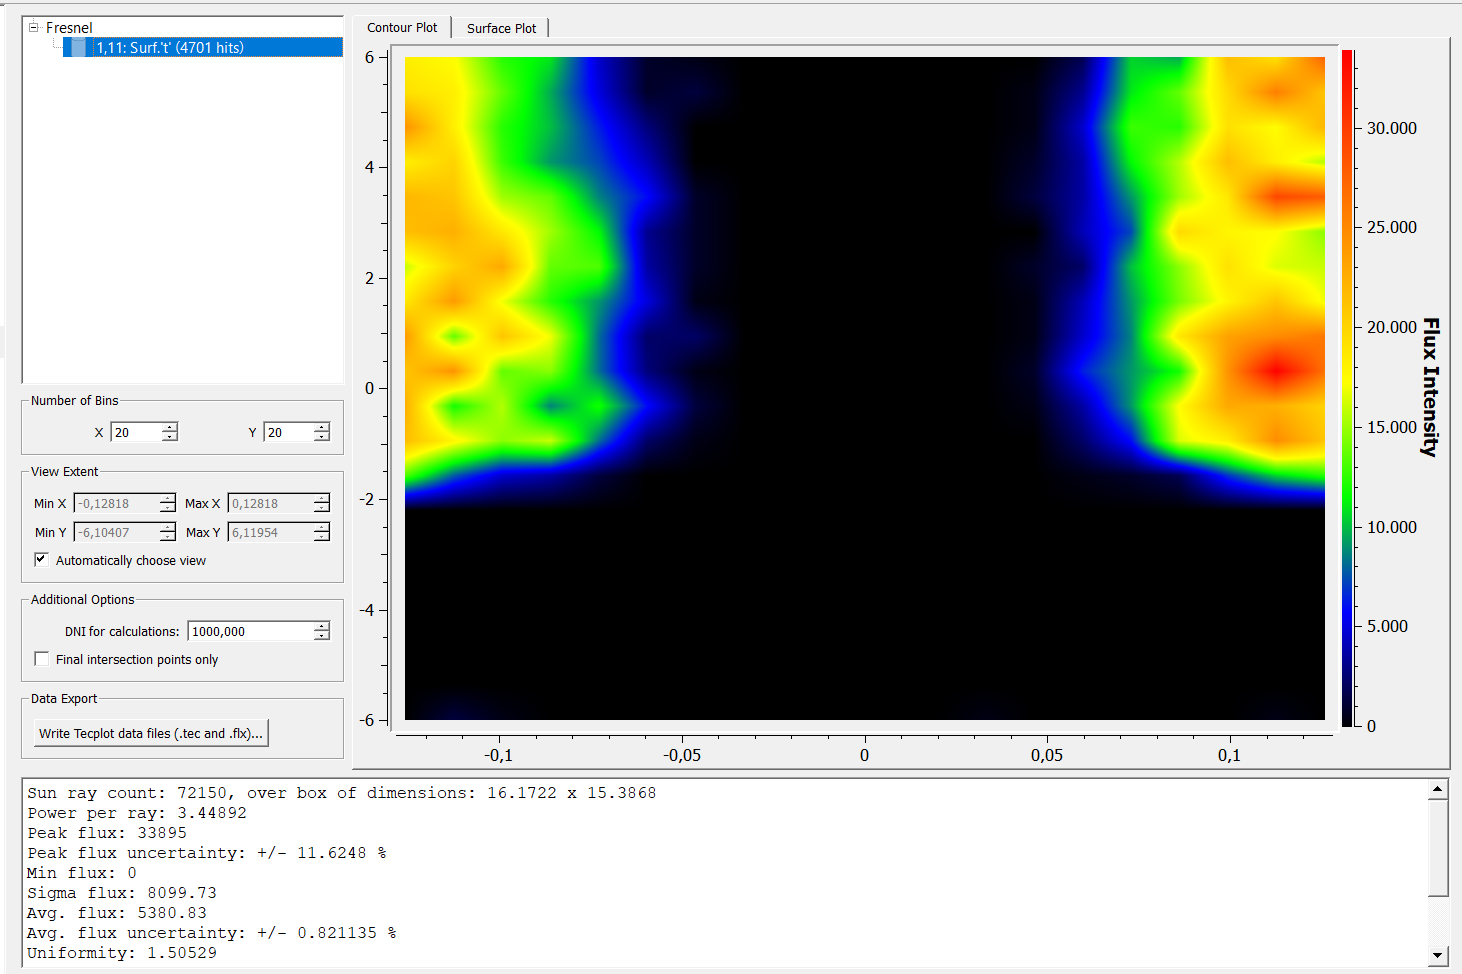 Fresnel
1,11: Surf.'t' (4701 hits)
Number of Bins
X 20 Y 20
View Extent
Min X -0,12818 Max X 0,12818
Min Y -6,10407 Max Y 6,11954
Automatically choose view
Additional Options
DNI for calculations: 1000,000
Final intersection points only
Data Export
Write Tecplot data files (.tec and .flx)...
Contour Plot Surface Plot
6
4
2
0
-2
-4
-6
-0,1 -0,05 0 0,05 0,1
30.000
25.000
20.000
15.000
10.000
5.000
0
Flux Intensity
Sun ray count: 72150, over box of dimensions: 16.1722 x 15.3868
Power per ray: 3.44892
Peak flux: 33895
Peak flux uncertainty: +/- 11.6248 %
Min flux: 0
Sigma flux: 8099.73
Avg. flux: 5380.83
Avg. flux uncertainty: +/- 0.821135 %
Uniformity: 1.50529